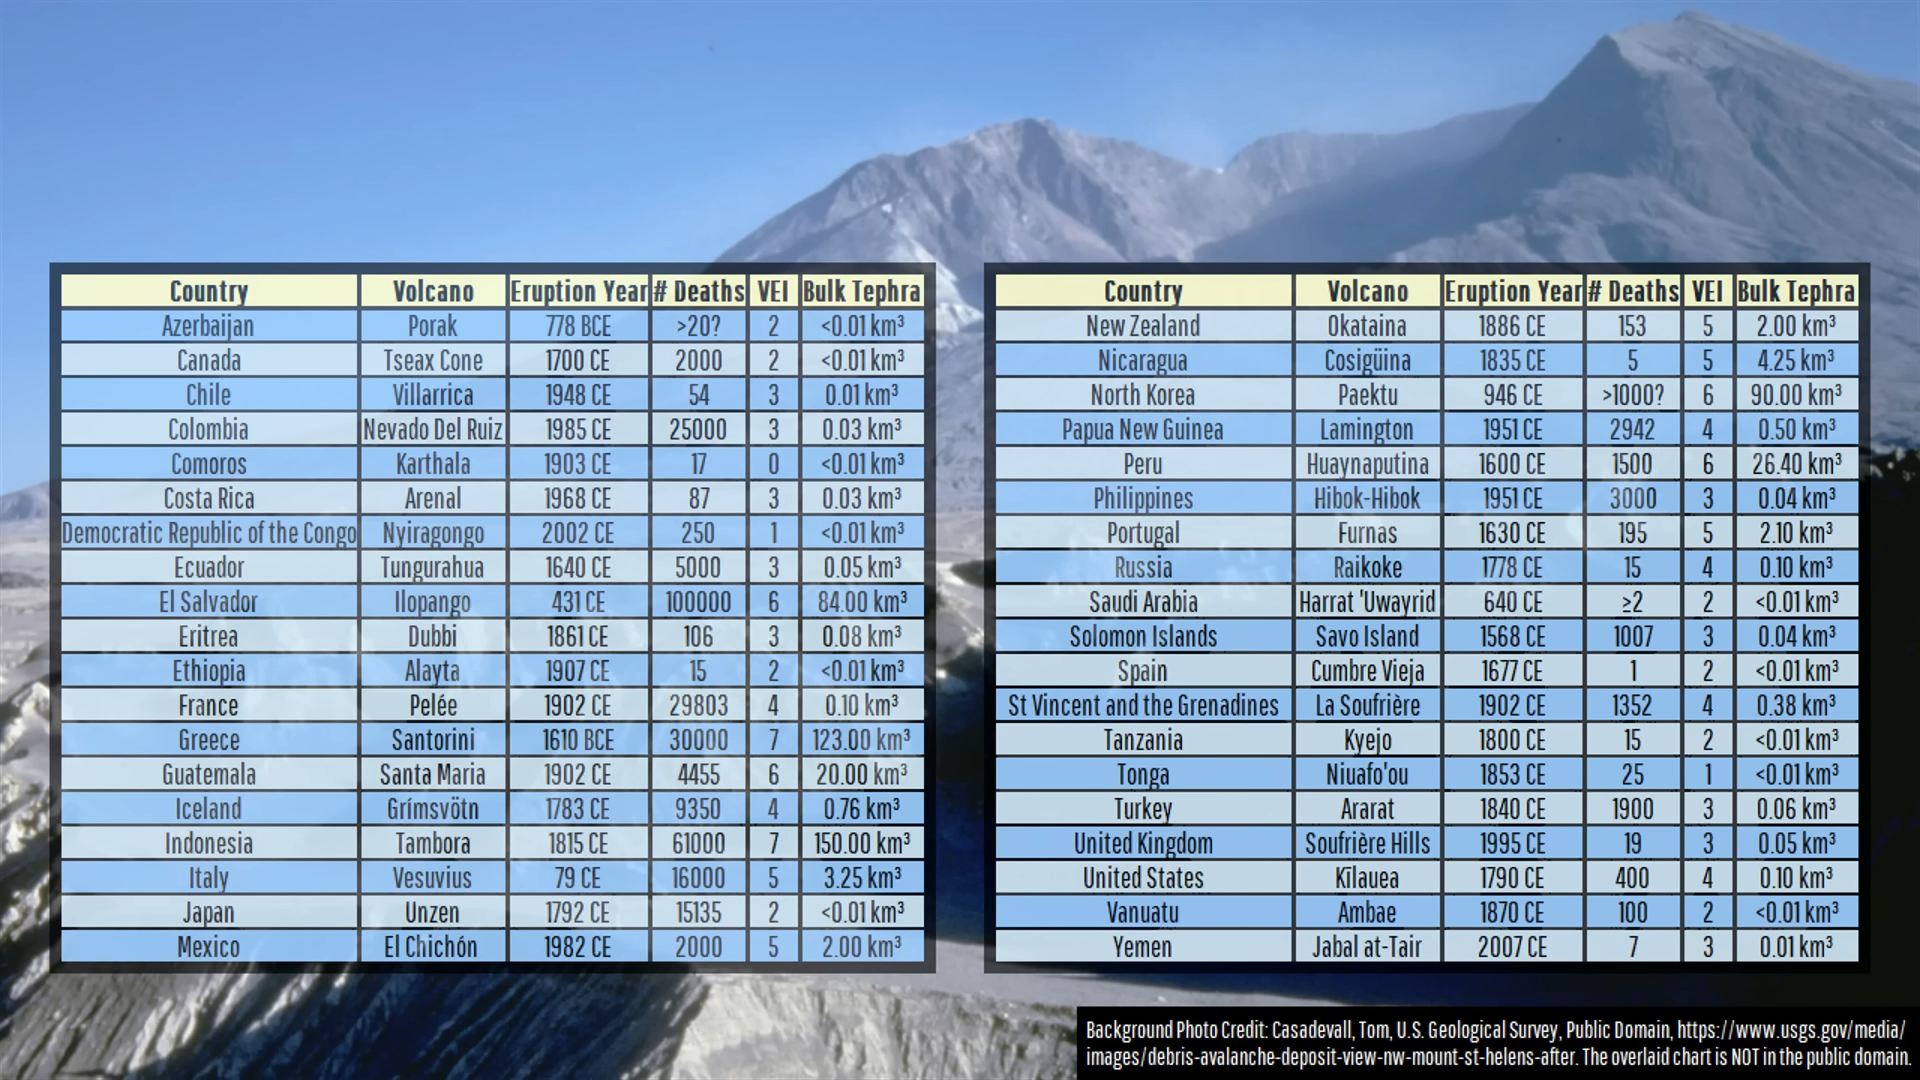 Country Volcano Eruption Year # Deaths VEI Bulk Tephra
Azerbaijan Porak 778 BCE >20? 2 <0.01 km³
Canada Tseax Cone 1700 CE 2000 2 <0.01 km³
Chile Villarrica 1948 CE 54 3 0.01 km³
Colombia Nevado Del Ruiz 1985 CE 25000 3 0.03 km³
Comoros Karthala 1903 CE 17 0 <0.01 km³
Costa Rica Arenal 1968 CE 87 3 0.03 km³
Democratic Republic of the Congo Nyiragongo 2002 CE 250 1 <0.01 km³
Ecuador Tungurahua 1640 CE 5000 3 0.05 km³
El Salvador Ilopango 431 CE 100000 6 84.00 km³
Eritrea Dubbi 1861 CE 106 3 0.08 km³
Ethiopia Alayta 1907 CE 15 2 <0.01 km³
France Pelée 1902 CE 29803 4 0.10 km³
Greece Santorini 1610 BCE 30000 7 123.00 km³
Guatemala Santa Maria 1902 CE 4455 6 20.00 km³
Iceland Grímsvötn 1783 CE 9350 4 0.76 km³
Indonesia Tambora 1815 CE 61000 7 150.00 km³
Italy Vesuvius 79 CE 16000 5 3.25 km³
Japan Unzen 1792 CE 15135 2 <0.01 km³
Mexico El Chichón 1982 CE 2000 5 2.00 km³
Country Volcano Eruption Year # Deaths VEI Bulk Tephra
New Zealand Okataina 1886 CE 153 5 2.00 km³
Nicaragua Cosigüina 1835 CE 5 5 4.25 km³
North Korea Paektu 946 CE >1000? 6 90.00 km³
Papua New Guinea Lamington 1951 CE 2942 4 0.50 km³
Peru Huaynaputina 1600 CE 1500 6 26.40 km³
Philippines Hibok-Hibok 1951 CE 3000 3 0.04 km³
Portugal Furnas 1630 CE 195 5 2.10 km³
Russia Raikoke 1778 CE 15 4 0.10 km³
Saudi Arabia Harrat 'Uwayrid 640 CE ≥2 2 <0.01 km³
Solomon Islands Savo Island 1568 CE 1007 3 0.04 km³
Spain Cumbre Vieja 1677 CE 1 2 <0.01 km³
St Vincent and the Grenadines La Soufrière 1902 CE 1352 4 0.38 km³
Tanzania Kyejo 1800 CE 15 2 <0.01 km³
Tonga Niuafo'ou 1853 CE 25 1 <0.01 km³
Turkey Ararat 1840 CE 1900 3 0.06 km³
United Kingdom Soufrière Hills 1995 CE 19 3 0.05 km³
United States Kīlauea 1790 CE 400 4 0.10 km³
Vanuatu Ambae 1870 CE 100 2 <0.01 km³
Yemen Jabal at-Tair 2007 CE 7 3 0.01 km³
Background Photo Credit: Casadevall, Tom, U.S. Geological Survey, Public Domain, https://www.usgs.gov/media/
images/debris-avalanche-deposit-view-nw-mount-st-helens-after. The overlaid chart is NOT in the public domain.